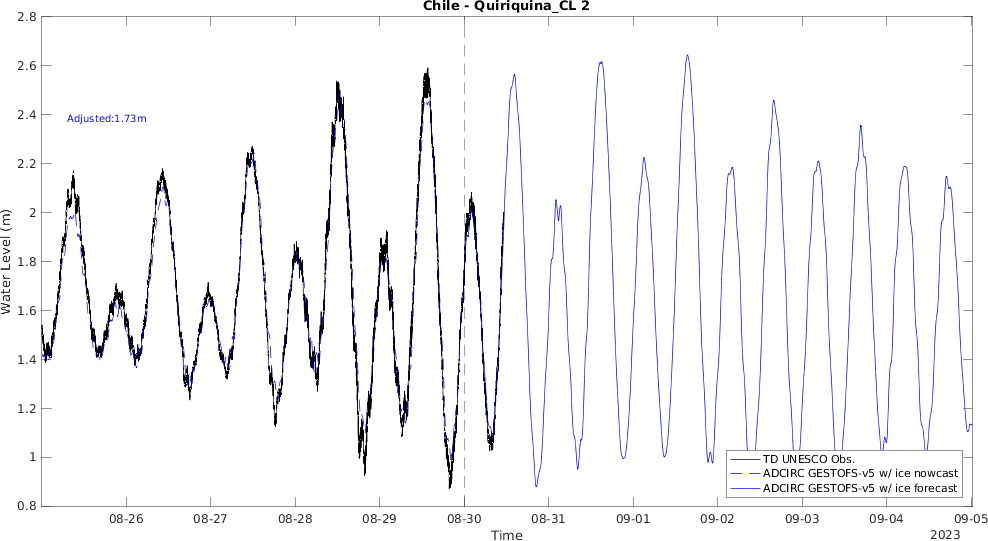 Chile - Quiriquina_CL 2
2.8
2.6
2.4
2.2
2
1.8
1.6
1.4
1.2
1
0.8
Water Level (m)
Adjusted:1.73m
TD UNESCO Obs.
ADCIRC GESTOFS-v5 w/ ice nowcast
ADCIRC GESTOFS-v5 w/ ice forecast
08-26 08-27 08-28 08-29 08-30 08-31 09-01 09-02 09-03 09-04 09-05
Time
2023